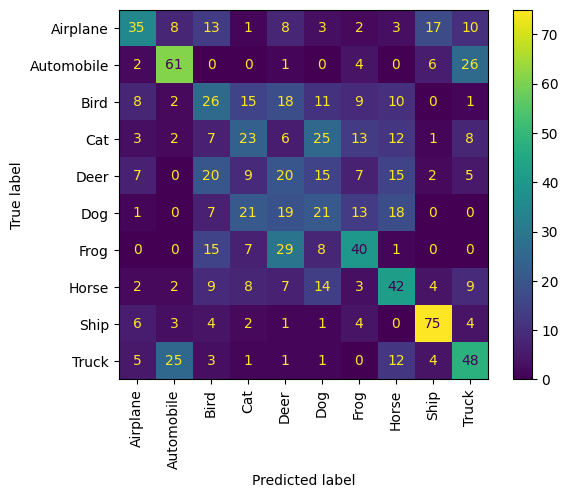 Airplane 35 8 13 1 8 3 2 3 17 10
Automobile 2 61 0 0 1 0 4 0 6 26
Bird 8 2 26 15 18 11 9 10 0 1
Cat 3 2 7 23 6 25 13 12 1 8
Deer 7 0 20 9 20 15 7 15 2 5
Dog 1 0 7 21 19 21 13 18 0 0
Frog 0 0 15 7 29 8 40 1 0 0
Horse 2 2 9 8 7 14 3 42 4 9
Ship 6 3 4 2 1 1 4 0 75 4
Truck 5 25 3 1 1 1 0 12 4 48
Airplane Automobile Bird Cat Deer Dog Frog Horse Ship Truck
Predicted label
True label
70
60
50
40
30
20
10
0